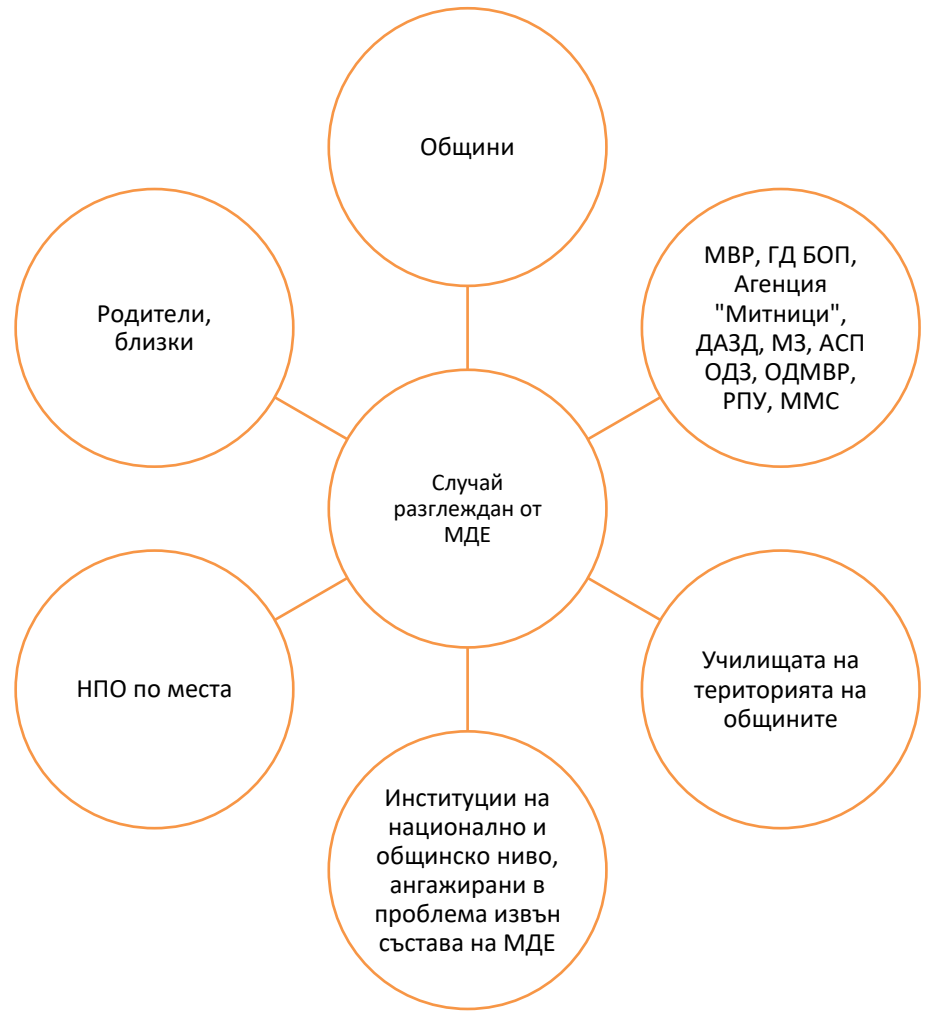 Общини
МВР, ГД БОП,
Агенция
"Митници",
ДАЗД, МЗ, АСП
ОДЗ, ОДМВР,
РПУ, ММС
Родители,
близки
Случай
разглеждан от
МДЕ
НПО по места
Училищата на
територията на
общините
Институции на
национално и
общинско ниво,
ангажирани в
проблема извън
състава на МДЕ